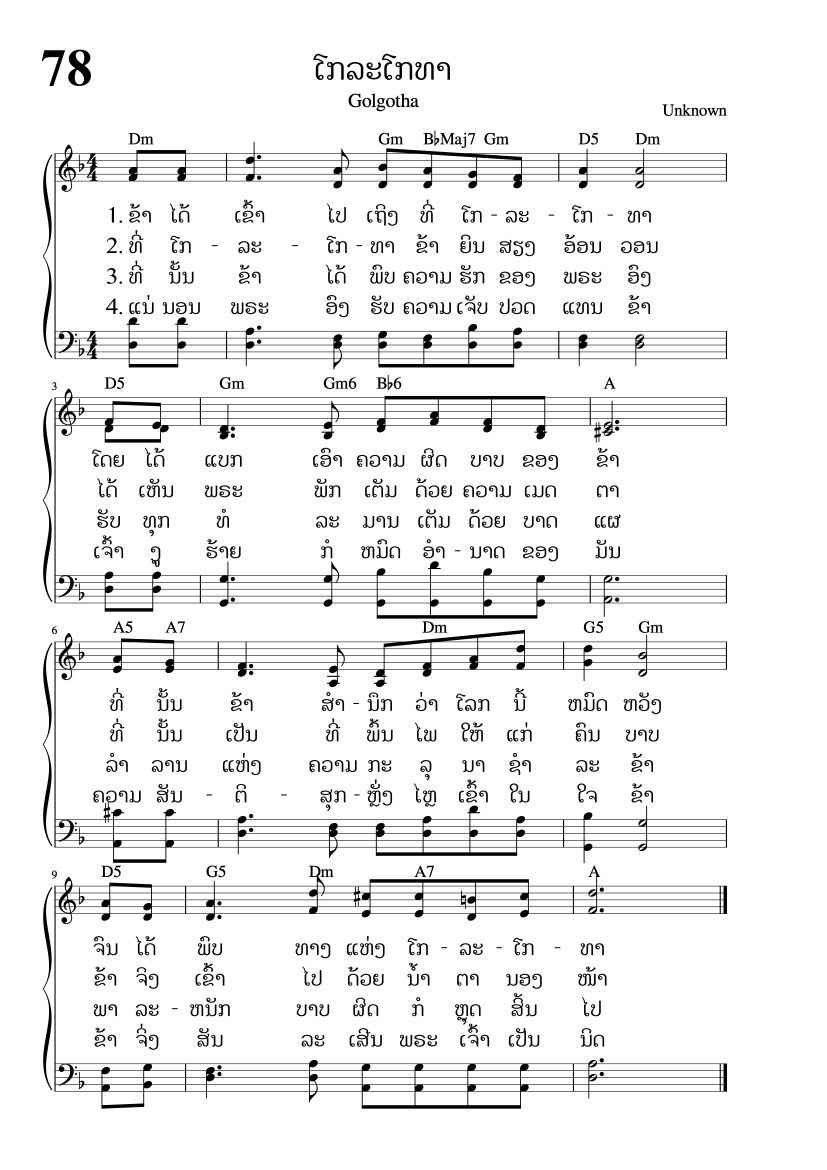 78
ໂກລະໂກທາ
Golgotha
Unknown
Dm Gm B♭Maj7 Gm D5 Dm
1. ຂ້າ ໄດ້ ເຂົ້າ ໄປ ເຖິງ ທີ່ ໂກ - ລະ - ໂກ - ທາ
2. ທີ່ ໂກ - ລະ - ໂກ - ທາ ຂ້າ ຍິນ ສຽງ ອ້ອນ ວອນ
3. ທີ່ ນັ້ນ ຂ້າ ໄດ້ ພົບ ຄວາມ ຮັກ ຂອງ ພຣະ ອົງ
4. ແນ່ ນອນ ພຣະ ອົງ ຮັບ ຄວາມ ເຈັບ ປວດ ແທນ ຂ້າ
3 D5 Gm Gm6 B♭6 A
ໂດຍ ໄດ້ ແບກ ເອົາ ຄວາມ ຜິດ ບາບ ຂອງ ຂ້າ
ໄດ້ ເຫັນ ພຣະ ພັກ ເຕັມ ດ້ວຍ ຄວາມ ເມດ ຕາ
ຮັບ ທຸກ ທໍ ລະ ມານ ເຕັມ ດ້ວຍ ບາດ ແຜ
ເຈົ້າ ງູ ຮ້າຍ ກໍ ຫມົດ ອຳ - ນາດ ຂອງ ມັນ
6 A5 A7 Dm G5 Gm
ທີ່ ນັ້ນ ຂ້າ ສຳ - ນຶກ ວ່າ ໂລກ ນີ້ ຫມົດ ຫວັງ
ທີ່ ນັ້ນ ເປັນ ທີ່ ພົ້ນ ໄພ ໃຫ້ ແກ່ ຄົນ ບາບ
ລຳ ລານ ແຫ່ງ ຄວາມ ກະ ລຸ ນາ ຊຳ ລະ ຂ້າ
ຄວາມ ສັນ - ຕິ - ສຸກ - ຫຼັ່ງ ໄຫຼ ເຂົ້າ ໃນ ໃຈ ຂ້າ
9 D5 G5 Dm A7 A
ຈົນ ໄດ້ ພົບ ທາງ ແຫ່ງ ໂກ - ລະ - ໂກ - ທາ
ຂ້າ ຈິງ ເຂົ້າ ໄປ ດ້ວຍ ນ້ຳ ຕາ ນອງ ໜ້າ
ພາ ລະ - ຫນັກ ບາບ ຜິດ ກໍ ຫຼຸດ ສິ້ນ ໄປ
ຂ້າ ຈິ່ງ ສັນ ລະ ເສີນ ພຣະ ເຈົ້າ ເປັນ ນິດ